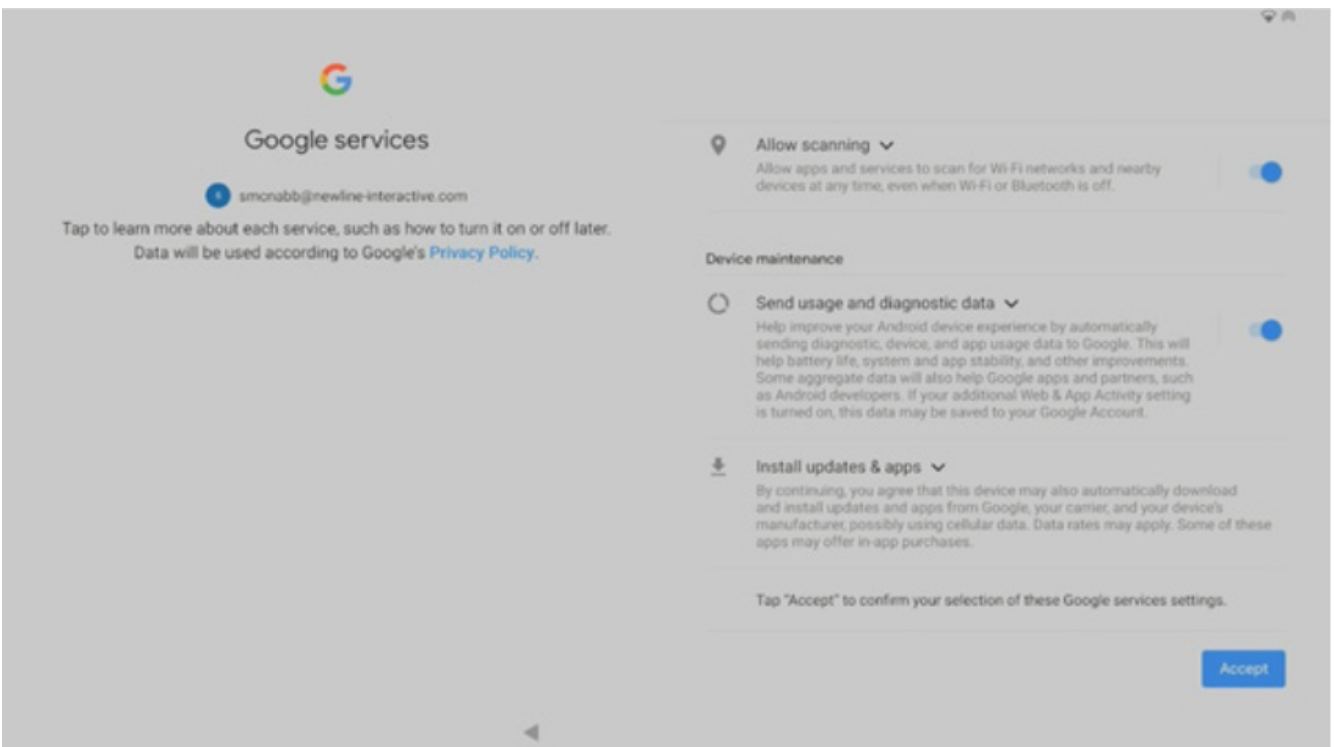 Google services
s
smcnabb@newline-interactive.com
Tap to learn more about each service, such as how to turn it on or off later.
Data will be used according to Google's Privacy Policy.
Allow scanning
Allow apps and services to scan for Wi-Fi networks and nearby
devices at any time, even when Wi-Fi or Bluetooth is off.
Device maintenance
Send usage and diagnostic data
Help improve your Android device experience by automatically
sending diagnostic, device, and app usage data to Google. This will
help battery life, system and app stability, and other improvements.
Some aggregate data will also help Google apps and partners, such
as Android developers. If your additional Web & App Activity setting
is turned on, this data may be saved to your Google Account.
Install updates & apps
By continuing, you agree that this device may also automatically download
and install updates and apps from Google, your carrier, and your device's
manufacturer, possibly using cellular data. Data rates may apply. Some of these
apps may offer in-app purchases.
Tap "Accept" to confirm your selection of these Google services settings.
Accept